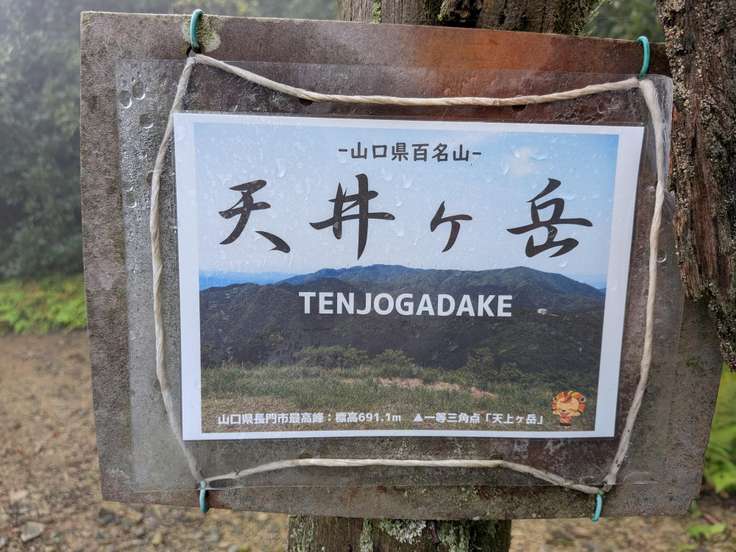 -山口県百名山-
天井ヶ岳
TENJOGADAKE
山口県長門市最高峰：標高691.1m ▲一等三角点「天上ヶ岳」